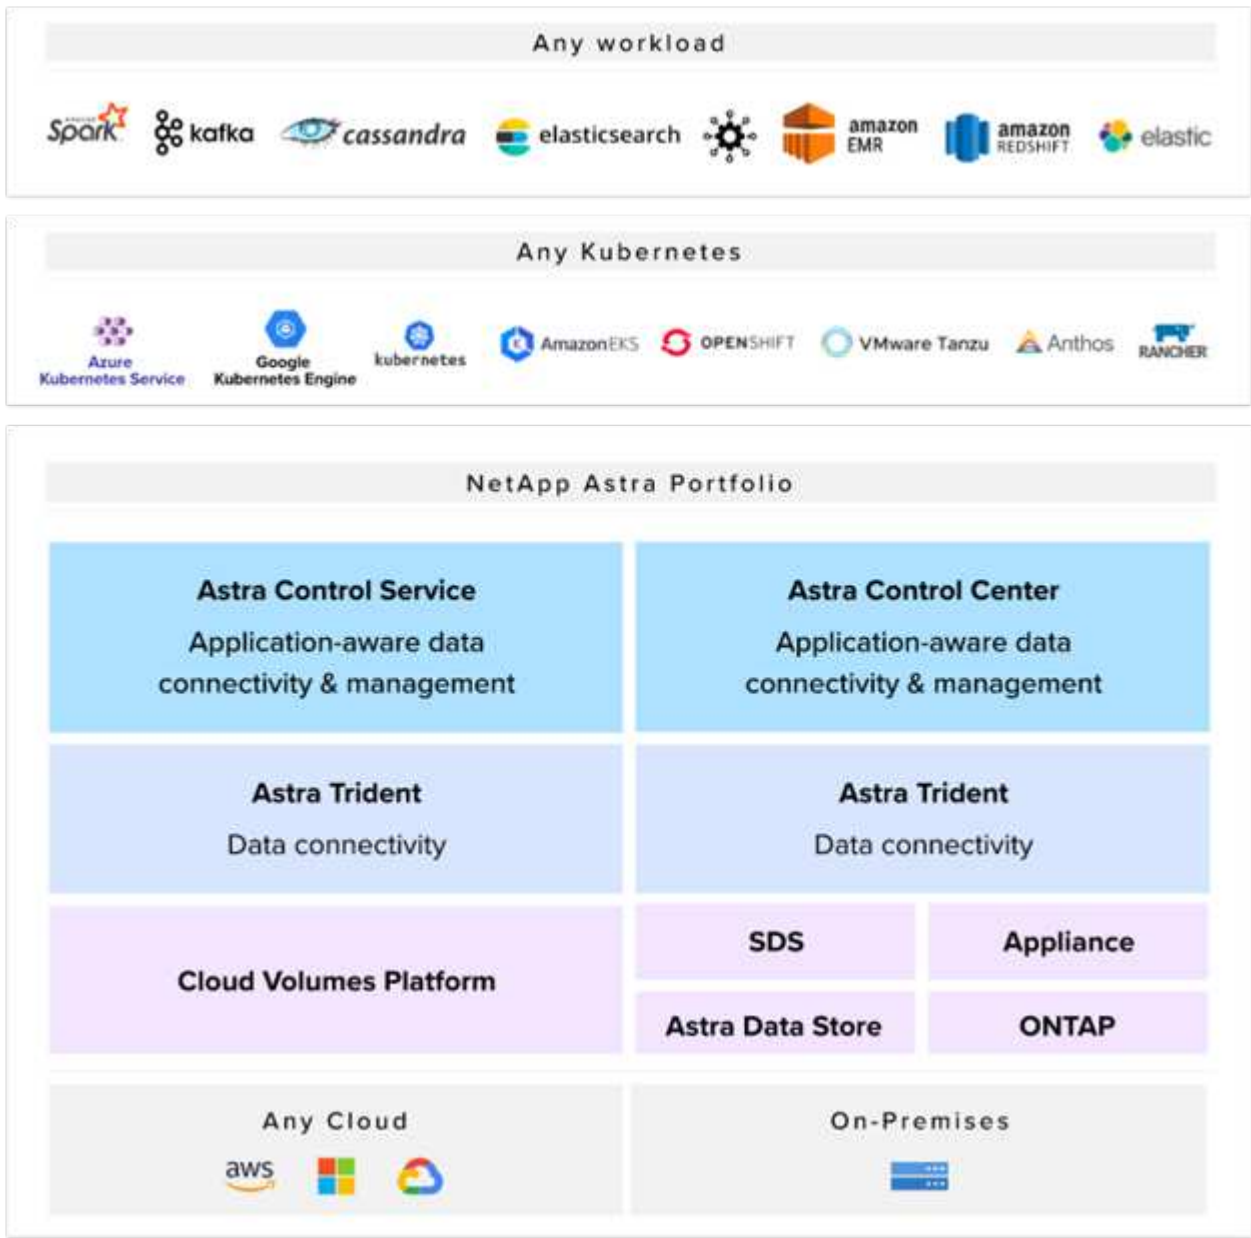 Any workload
APACHE Spark kafka cassandra elasticsearch amazon EMR amazon REDSHIFT elastic
Any Kubernetes
Azure Kubernetes Service
Google Kubernetes Engine
kubernetes
Amazon EKS
OPENSHIFT
VMware Tanzu
Anthos
RANCHER
NetApp Astra Portfolio
Astra Control Service
Application-aware data
connectivity & management
Astra Control Center
Application-aware data
connectivity & management
Astra Trident
Data connectivity
Astra Trident
Data connectivity
Cloud Volumes Platform
SDS
Appliance
Astra Data Store
ONTAP
Any Cloud
aws
On-Premises